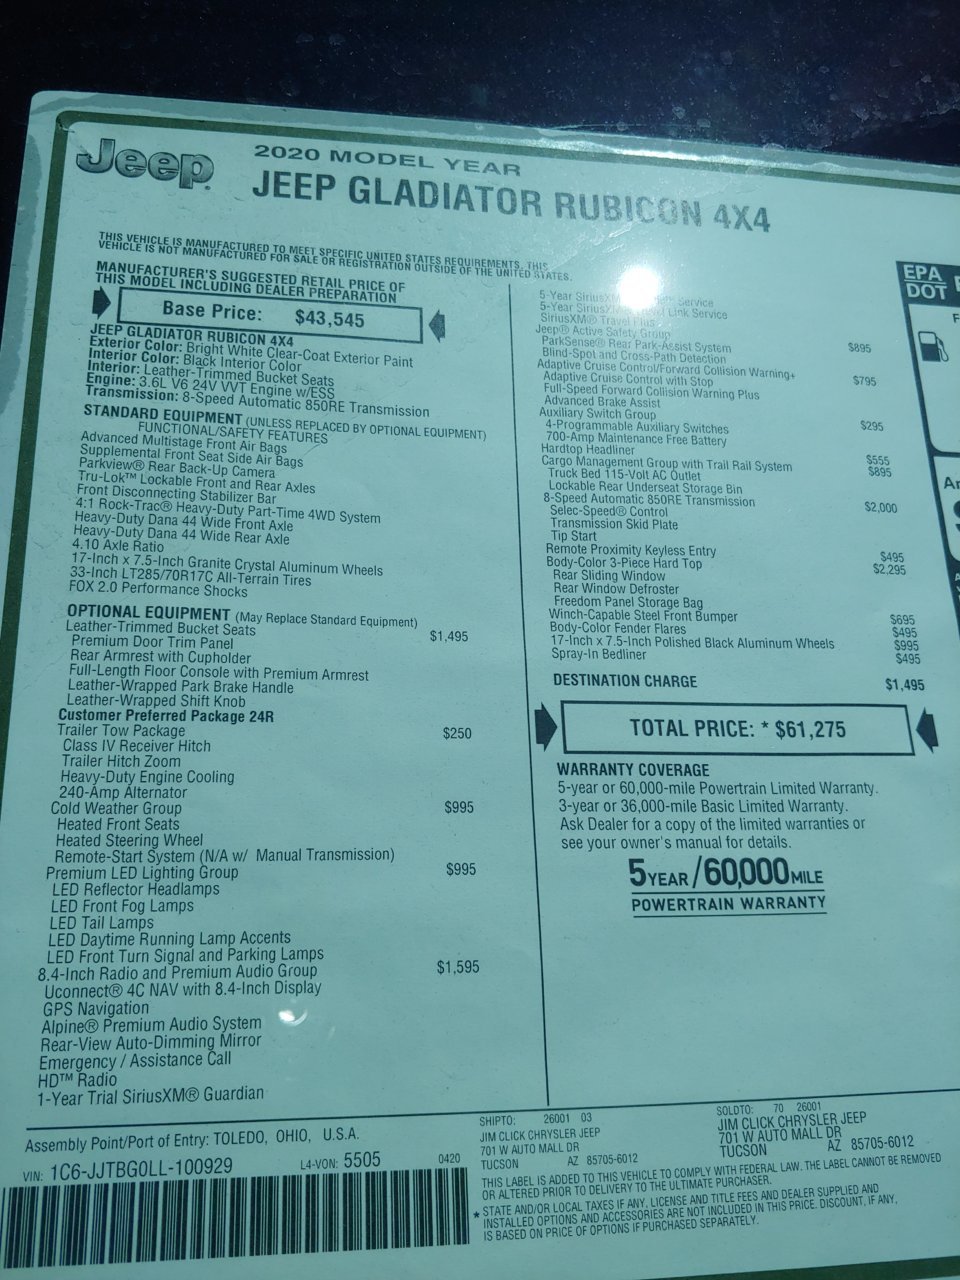 Jeep
2020 MODEL YEAR
JEEP GLADIATOR RUBICON 4X4
THIS VEHICLE IS MANUFACTURED TO MEET SPECIFIC UNITED STATES REQUIREMENTS. THIS
VEHICLE IS NOT MANUFACTURED FOR SALE OR REGISTRATION OUTSIDE OF THE UNITED STATES.
MANUFACTURER'S SUGGESTED RETAIL PRICE OF
THIS MODEL INCLUDING DEALER PREPARATION
Base Price: $43,545
JEEP GLADIATOR RUBICON 4X4
Exterior Color: Bright White Clear-Coat Exterior Paint
Interior Color: Black Interior Color
Interior: Leather-Trimmed Bucket Seats
Engine: 3.6L V6 24V VVT Engine w/ESS
Transmission: 8-Speed Automatic 850RE Transmission
STANDARD EQUIPMENT (UNLESS REPLACED BY OPTIONAL EQUIPMENT)
FUNCTIONAL/SAFETY FEATURES
Advanced Multistage Front Air Bags
Supplemental Front Seat Side Air Bags
Parkview® Rear Back-Up Camera
Tru-Lok™ Lockable Front and Rear Axles
Front Disconnecting Stabilizer Bar
4:1 Rock-Trac® Heavy-Duty Part-Time 4WD System
Heavy-Duty Dana 44 Wide Front Axle
Heavy-Duty Dana 44 Wide Rear Axle
4.10 Axle Ratio
17-Inch x 7.5-Inch Granite Crystal Aluminum Wheels
33-Inch LT285/70R17C All-Terrain Tires
FOX 2.0 Performance Shocks
OPTIONAL EQUIPMENT (May Replace Standard Equipment)
Leather-Trimmed Bucket Seats $1,495
Premium Door Trim Panel
Rear Armrest with Cupholder
Full-Length Floor Console with Premium Armrest
Leather-Wrapped Park Brake Handle
Leather-Wrapped Shift Knob
Customer Preferred Package 24R
Trailer Tow Package $250
Class IV Receiver Hitch
Trailer Hitch Zoom
Heavy-Duty Engine Cooling
240-Amp Alternator
Cold Weather Group $995
Heated Front Seats
Heated Steering Wheel
Remote-Start System (N/A w/ Manual Transmission)
Premium LED Lighting Group $995
LED Reflector Headlamps
LED Front Fog Lamps
LED Tail Lamps
LED Daytime Running Lamp Accents
LED Front Turn Signal and Parking Lamps
8.4-Inch Radio and Premium Audio Group $1,595
Uconnect® 4C NAV with 8.4-Inch Display
GPS Navigation
Alpine® Premium Audio System
Rear-View Auto-Dimming Mirror
Emergency / Assistance Call
HD™ Radio
1-Year Trial SiriusXM® Guardian
5-Year SiriusXM Service
5-Year SiriusXM Link Service
SiriusXM® Travel Plus
Jeep® Active Safety Group $895
ParkSense® Rear Park-Assist System
Blind-Spot and Cross-Path Detection
Adaptive Cruise Control/Forward Collision Warning+ $795
Adaptive Cruise Control with Stop
Full-Speed Forward Collision Warning Plus
Advanced Brake Assist
Auxiliary Switch Group $295
4-Programmable Auxiliary Switches
700-Amp Maintenance Free Battery
Hardtop Headliner $555
Cargo Management Group with Trail Rail System $895
Truck Bed 115-Volt AC Outlet
Lockable Rear Underseat Storage Bin
8-Speed Automatic 850RE Transmission $2,000
Selec-Speed® Control
Transmission Skid Plate
Tip Start
Remote Proximity Keyless Entry $495
Body-Color 3-Piece Hard Top $2,295
Rear Sliding Window
Rear Window Defroster
Freedom Panel Storage Bag
Winch-Capable Steel Front Bumper $695
Body-Color Fender Flares $495
17-Inch x 7.5-Inch Polished Black Aluminum Wheels $995
Spray-In Bedliner $495
DESTINATION CHARGE $1,495
TOTAL PRICE: * $61,275
WARRANTY COVERAGE
5-year or 60,000-mile Powertrain Limited Warranty.
3-year or 36,000-mile Basic Limited Warranty.
Ask Dealer for a copy of the limited warranties or
see your owner's manual for details.
5 YEAR /60,000 MILE
POWERTRAIN WARRANTY
EPA
DOT
Assembly Point/Port of Entry: TOLEDO, OHIO, U.S.A.
VIN: 1C6-JJTBG0LL-100929 L4-VON: 5505 0420
SHIPTO: 26001 03
JIM CLICK CHRYSLER JEEP
701 W AUTO MALL DR
TUCSON AZ 85705-6012
SOLDTO: 70 26001
JIM CLICK CHRYSLER JEEP
701 W AUTO MALL DR
TUCSON AZ 85705-6012
THIS LABEL IS ADDED TO THIS VEHICLE TO COMPLY WITH FEDERAL LAW. THE LABEL CANNOT BE REMOVED
OR ALTERED PRIOR TO DELIVERY TO THE ULTIMATE PURCHASER.
* STATE AND/OR LOCAL TAXES IF ANY, LICENSE AND TITLE FEES AND DEALER SUPPLIED AND
INSTALLED OPTIONS AND ACCESSORIES ARE NOT INCLUDED IN THIS PRICE. DISCOUNT, IF ANY,
IS BASED ON PRICE OF OPTIONS IF PURCHASED SEPARATELY.